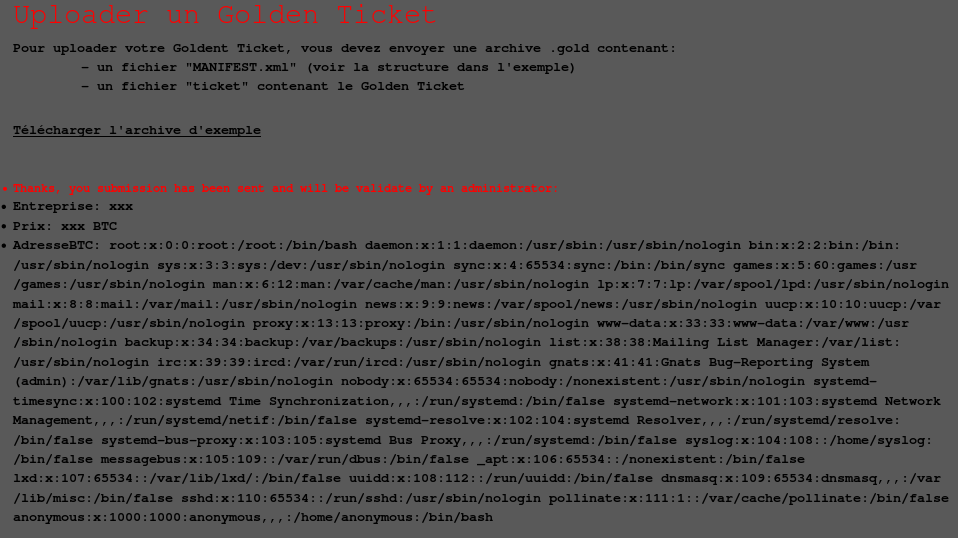 Uploader un Golden Ticket
Pour uploader votre Goldent Ticket, vous devez envoyer une archive .gold contenant:
- un fichier "MANIFEST.xml" (voir la structure dans l'exemple)
- un fichier "ticket" contenant le Golden Ticket
Télécharger l'archive d'exemple
• Thanks, you submission has been sent and will be validate by an administrator:
• Entreprise: xxx
• Prix: xxx BTC
• AdresseBTC: root:x:0:0:root:/root:/bin/bash daemon:x:1:1:daemon:/usr/sbin:/usr/sbin/nologin bin:x:2:2:bin:/bin:
/usr/sbin/nologin sys:x:3:3:sys:/dev:/usr/sbin/nologin sync:x:4:65534:sync:/bin:/bin/sync games:x:5:60:games:/usr
/games:/usr/sbin/nologin man:x:6:12:man:/var/cache/man:/usr/sbin/nologin lp:x:7:7:lp:/var/spool/lpd:/usr/sbin/nologin
mail:x:8:8:mail:/var/mail:/usr/sbin/nologin news:x:9:9:news:/var/spool/news:/usr/sbin/nologin uucp:x:10:10:uucp:/var
/spool/uucp:/usr/sbin/nologin proxy:x:13:13:proxy:/bin:/usr/sbin/nologin www-data:x:33:33:www-data:/var/www:/usr
/sbin/nologin backup:x:34:34:backup:/var/backups:/usr/sbin/nologin list:x:38:38:Mailing List Manager:/var/list:
/usr/sbin/nologin irc:x:39:39:ircd:/var/run/ircd:/usr/sbin/nologin gnats:x:41:41:Gnats Bug-Reporting System
(admin):/var/lib/gnats:/usr/sbin/nologin nobody:x:65534:65534:nobody:/nonexistent:/usr/sbin/nologin systemd-
timesync:x:100:102:systemd Time Synchronization,,,:/run/systemd:/bin/false systemd-network:x:101:103:systemd Network
Management,,,:/run/systemd/netif:/bin/false systemd-resolve:x:102:104:systemd Resolver,,,:/run/systemd/resolve:
/bin/false systemd-bus-proxy:x:103:105:systemd Bus Proxy,,,:/run/systemd:/bin/false syslog:x:104:108::/home/syslog:
/bin/false messagebus:x:105:109::/var/run/dbus:/bin/false _apt:x:106:65534::/nonexistent:/bin/false
lxd:x:107:65534::/var/lib/lxd/:/bin/false uuidd:x:108:112::/run/uuidd:/bin/false dnsmasq:x:109:65534:dnsmasq,,,:/var
/lib/misc:/bin/false sshd:x:110:65534::/run/sshd:/usr/sbin/nologin pollinate:x:111:1::/var/cache/pollinate:/bin/false
anonymous:x:1000:1000:anonymous,,,:/home/anonymous:/bin/bash